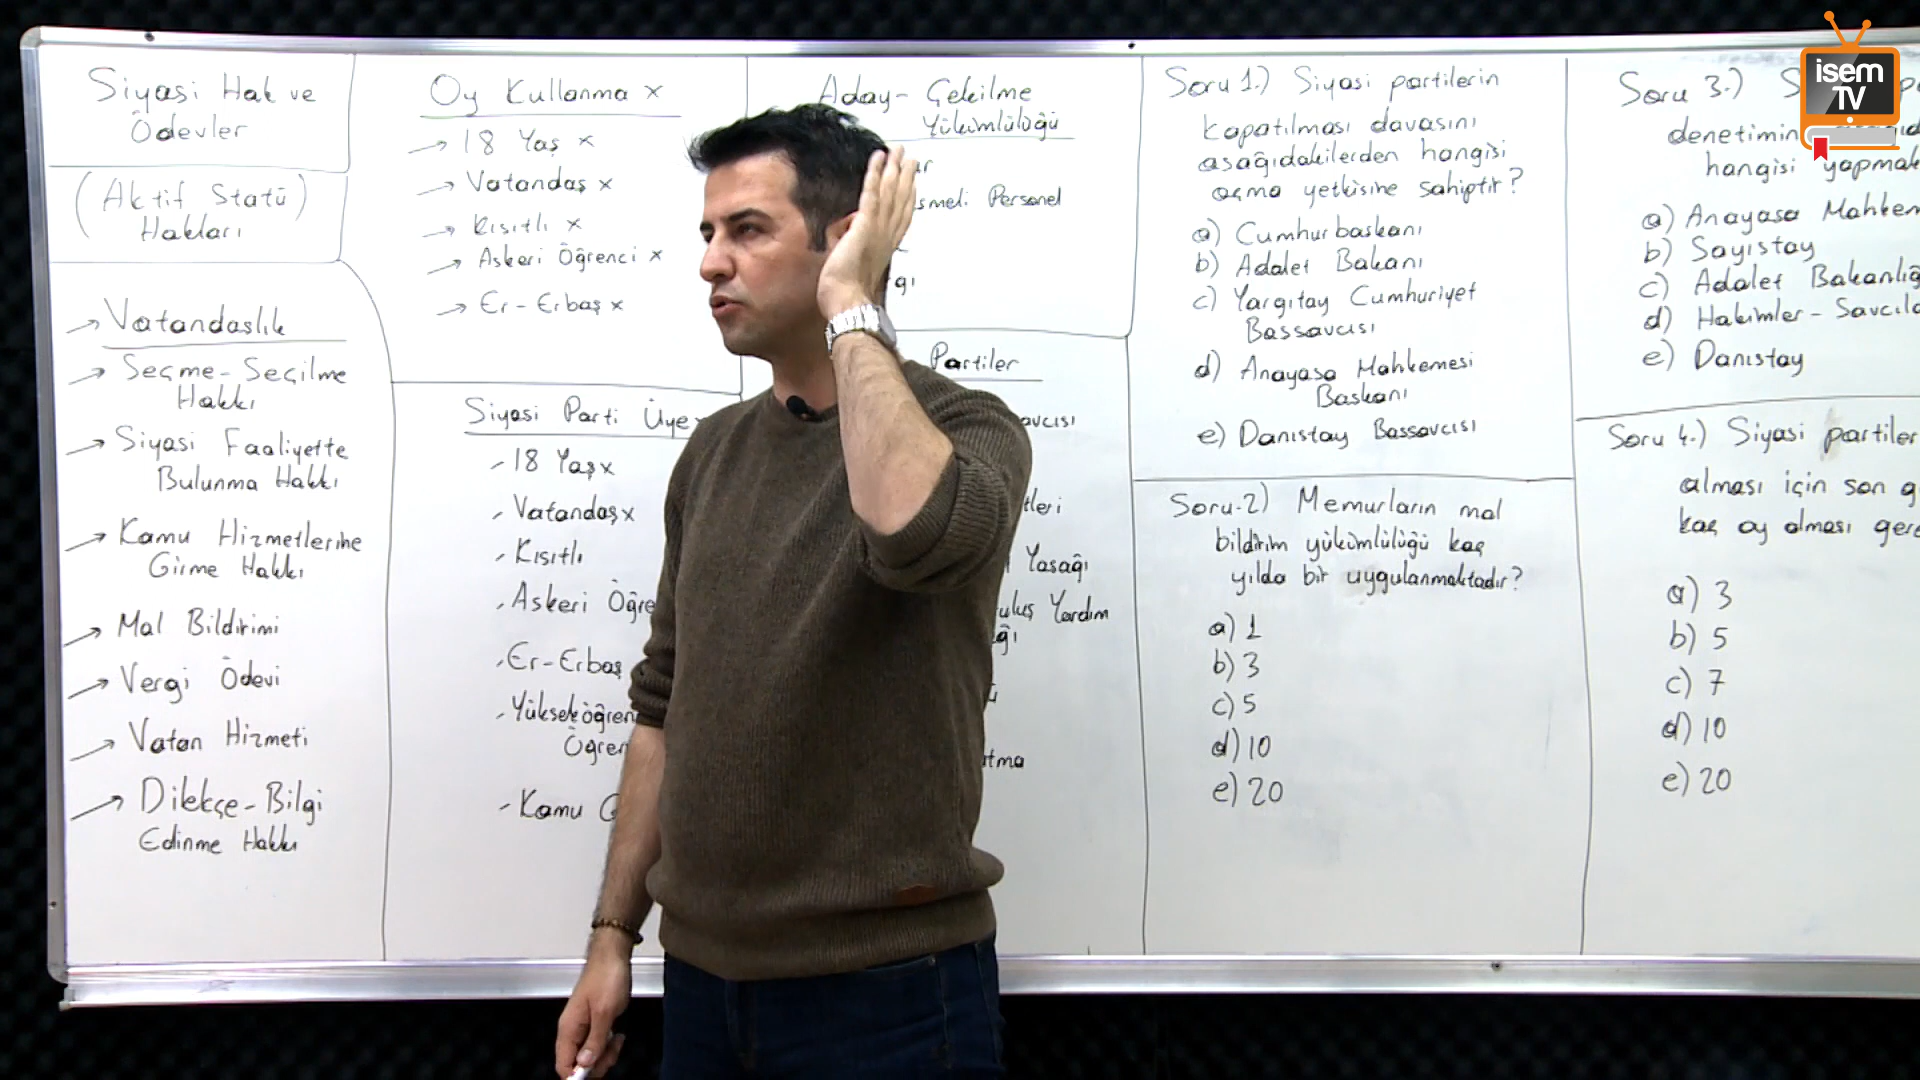 Siyasi Hak ve
Ödevler
(Aktif Statü)
Hakları
Vatandaşlık
Seçme-Seçilme
Hakkı
Siyasi Faaliyette
Bulunma Hakkı
Kamu Hizmetlerine
Girme Hakkı
Mal Bildirimi
Vergi Ödevi
Vatan Hizmeti
Dilekçe-Bilgi
Edinme Hakkı
Oy Kullanma x
18 Yaş x
Vatandaş x
Kısıtlı x
Askeri Öğrenci x
Er-Erbaş x
Siyasi Parti Üye
- 18 Yaş x
- Vatandaş x
- Kısıtlı
- Askeri Öğre
- Er-Erbaş
- Yükseköğren
Öğren
- Kamu
Aday- Çekilme
Yükümlülüğü
Personel
Partiler
Yasağı
Yardım
Soru 1.) Siyasi partilerin
kapatılması davasını
aşağıdakilerden hangisi
açma yetkisine sahiptir?
a) Cumhurbaşkanı
b) Adalet Bakanı
c) Yargıtay Cumhuriyet
Başsavcısı
d) Anayasa Mahkemesi
Başkanı
e) Danıştay Başsavcısı
Soru-2) Memurların mal
bildirim yükümlülüğü kaç
yılda bir uygulanmaktadır?
a) 1
b) 3
c) 5
d) 10
e) 20
Soru 3.)
denetimin
hangisi yapmak
a) Anayasa Mahkem
b) Sayıştay
c) Adalet Bakanlığ
d) Hakimler - Savcıla
e) Danıştay
Soru 4.) Siyasi partiler
alması için son g
kaç oy alması gere
a) 3
b) 5
c) 7
d) 10
e) 20
isem
TV